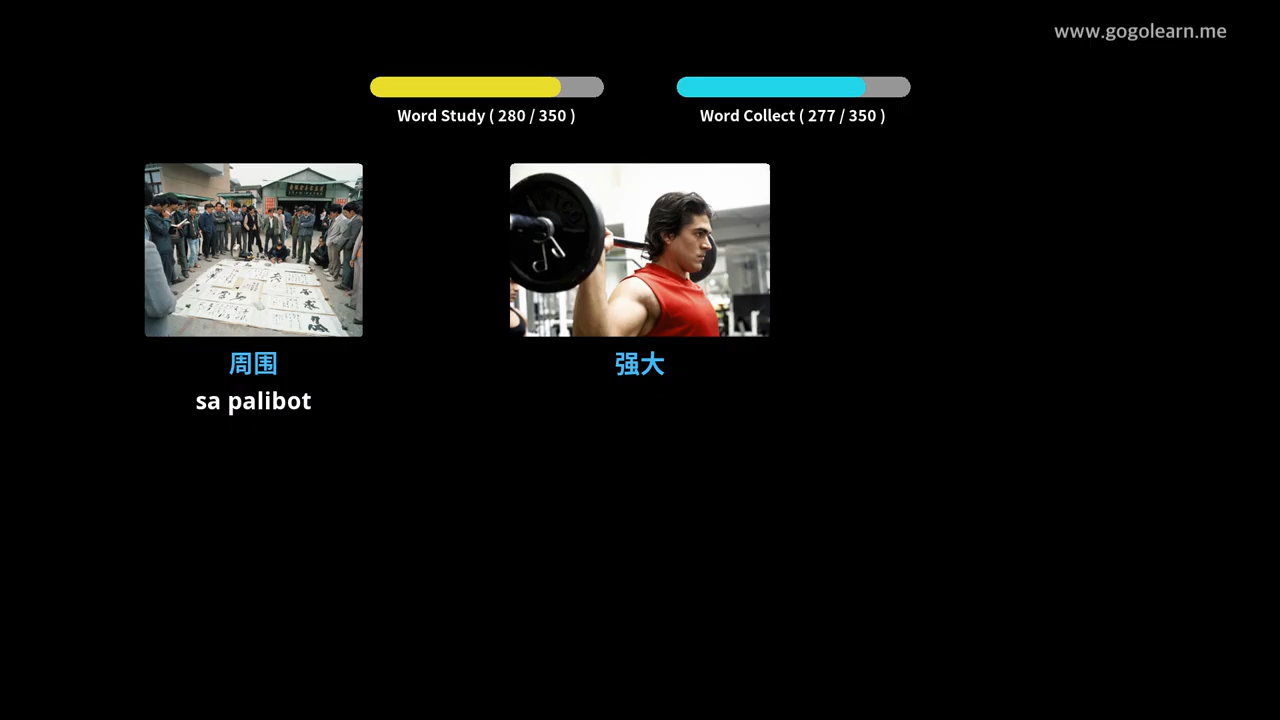 www.gogolearn.me
Word Study ( 280 / 350 )
Word Collect ( 277 / 350 )
周围
强大
sa palibot